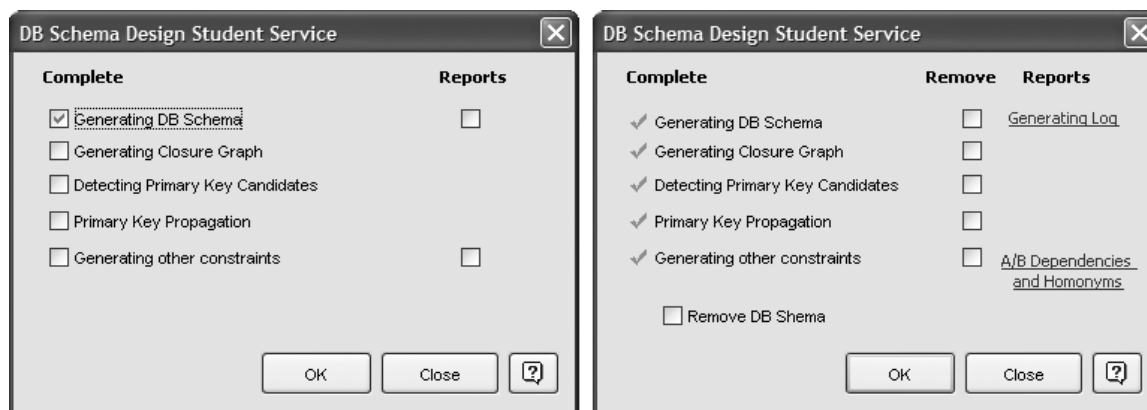 DB Schema Design Student Service
Complete Reports
Generating DB Schema
Generating Closure Graph
Detecting Primary Key Candidates
Primary Key Propagation
Generating other constraints
OK Close ?
DB Schema Design Student Service
Complete Remove Reports
Generating DB Schema Generating Log
Generating Closure Graph
Detecting Primary Key Candidates
Primary Key Propagation
Generating other constraints A/B Dependencies
and Homonyms
Remove DB Shema
OK Close ?